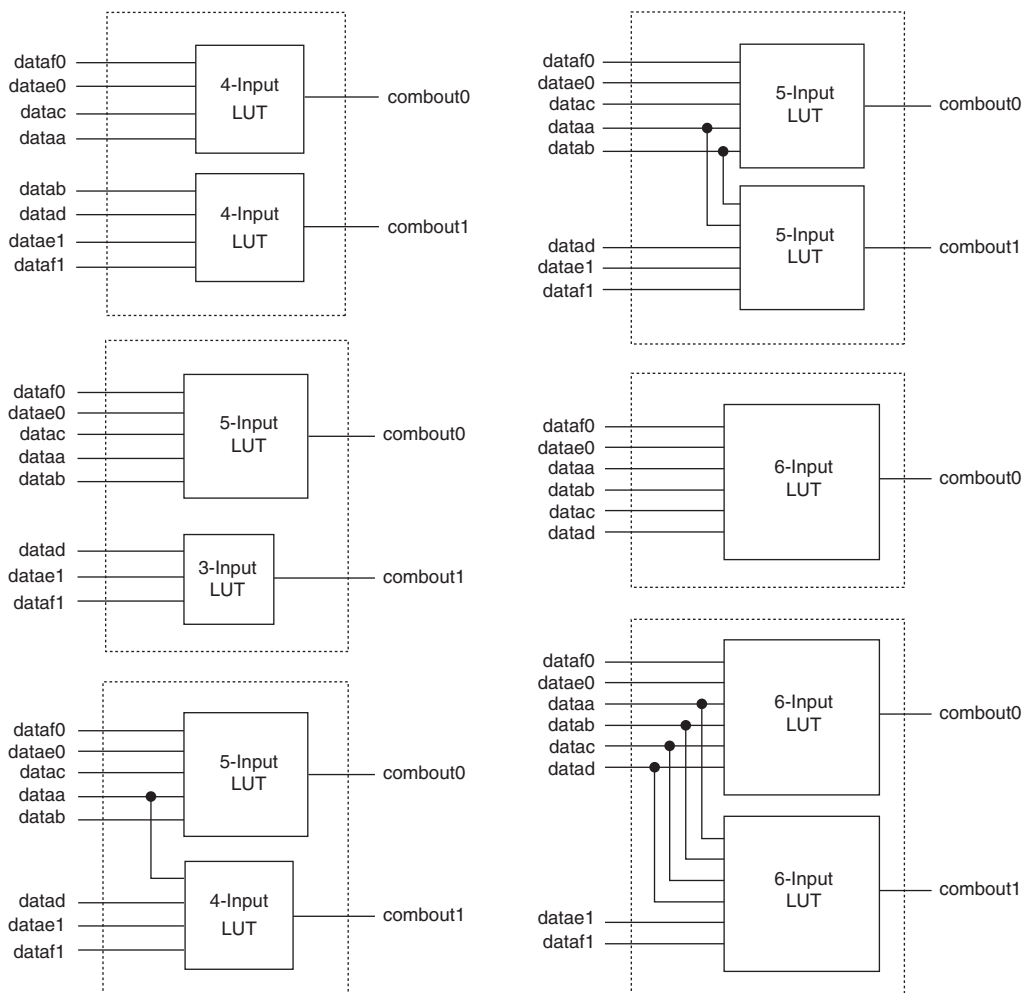 dataf0
datae0
datac
dataa
4-Input
LUT
combout0
datab
datad
datae1
dataf1
4-Input
LUT
combout1
dataf0
datae0
datac
dataa
datab
5-Input
LUT
combout0
datad
datae1
dataf1
3-Input
LUT
combout1
dataf0
datae0
datac
dataa
datab
5-Input
LUT
combout0
datad
datae1
dataf1
4-Input
LUT
combout1
dataf0
datae0
datac
dataa
datab
5-Input
LUT
combout0
datad
datae1
dataf1
5-Input
LUT
combout1
dataf0
datae0
dataa
datab
datac
datad
6-Input
LUT
combout0
dataf0
datae0
dataa
datab
datac
datad
6-Input
LUT
combout0
datae1
dataf1
6-Input
LUT
combout1